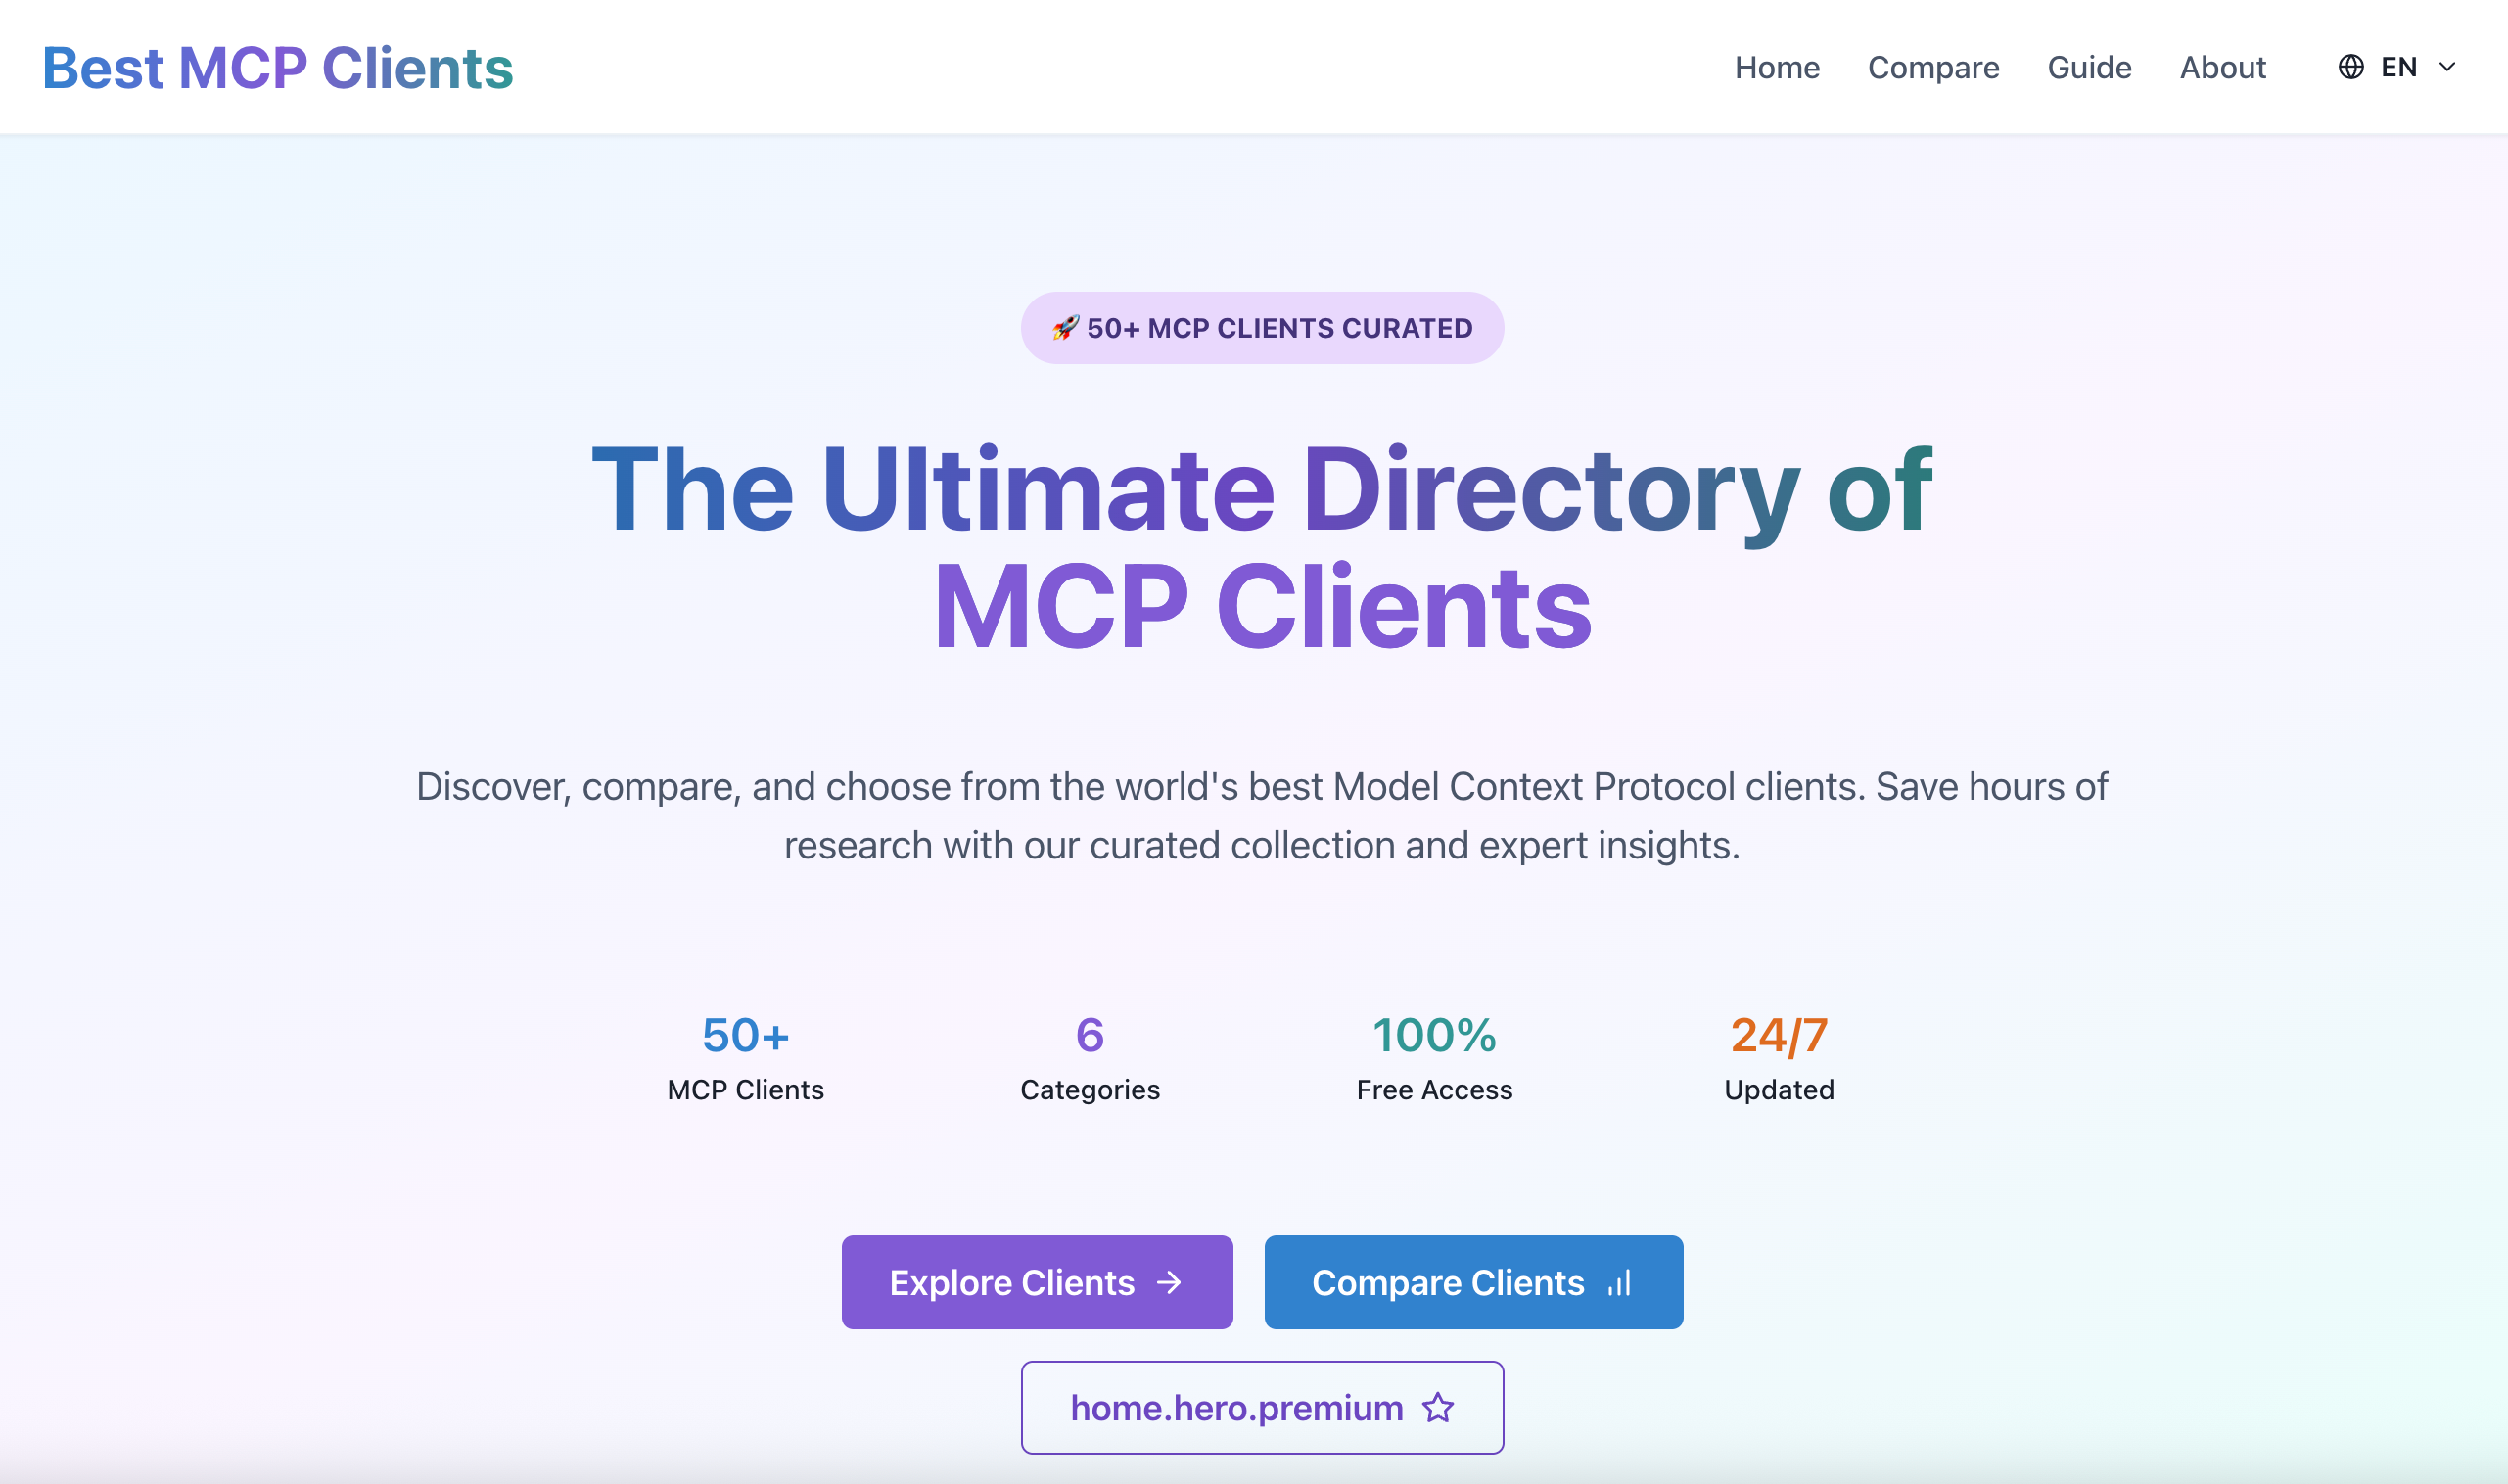 Best MCP Clients
Home Compare Guide About EN
🚀 50+ MCP CLIENTS CURATED
The Ultimate Directory of
MCP Clients
Discover, compare, and choose from the world's best Model Context Protocol clients. Save hours of
research with our curated collection and expert insights.
50+ 6 100% 24/7
MCP Clients Categories Free Access Updated
Explore Clients → Compare Clients
home.hero.premium